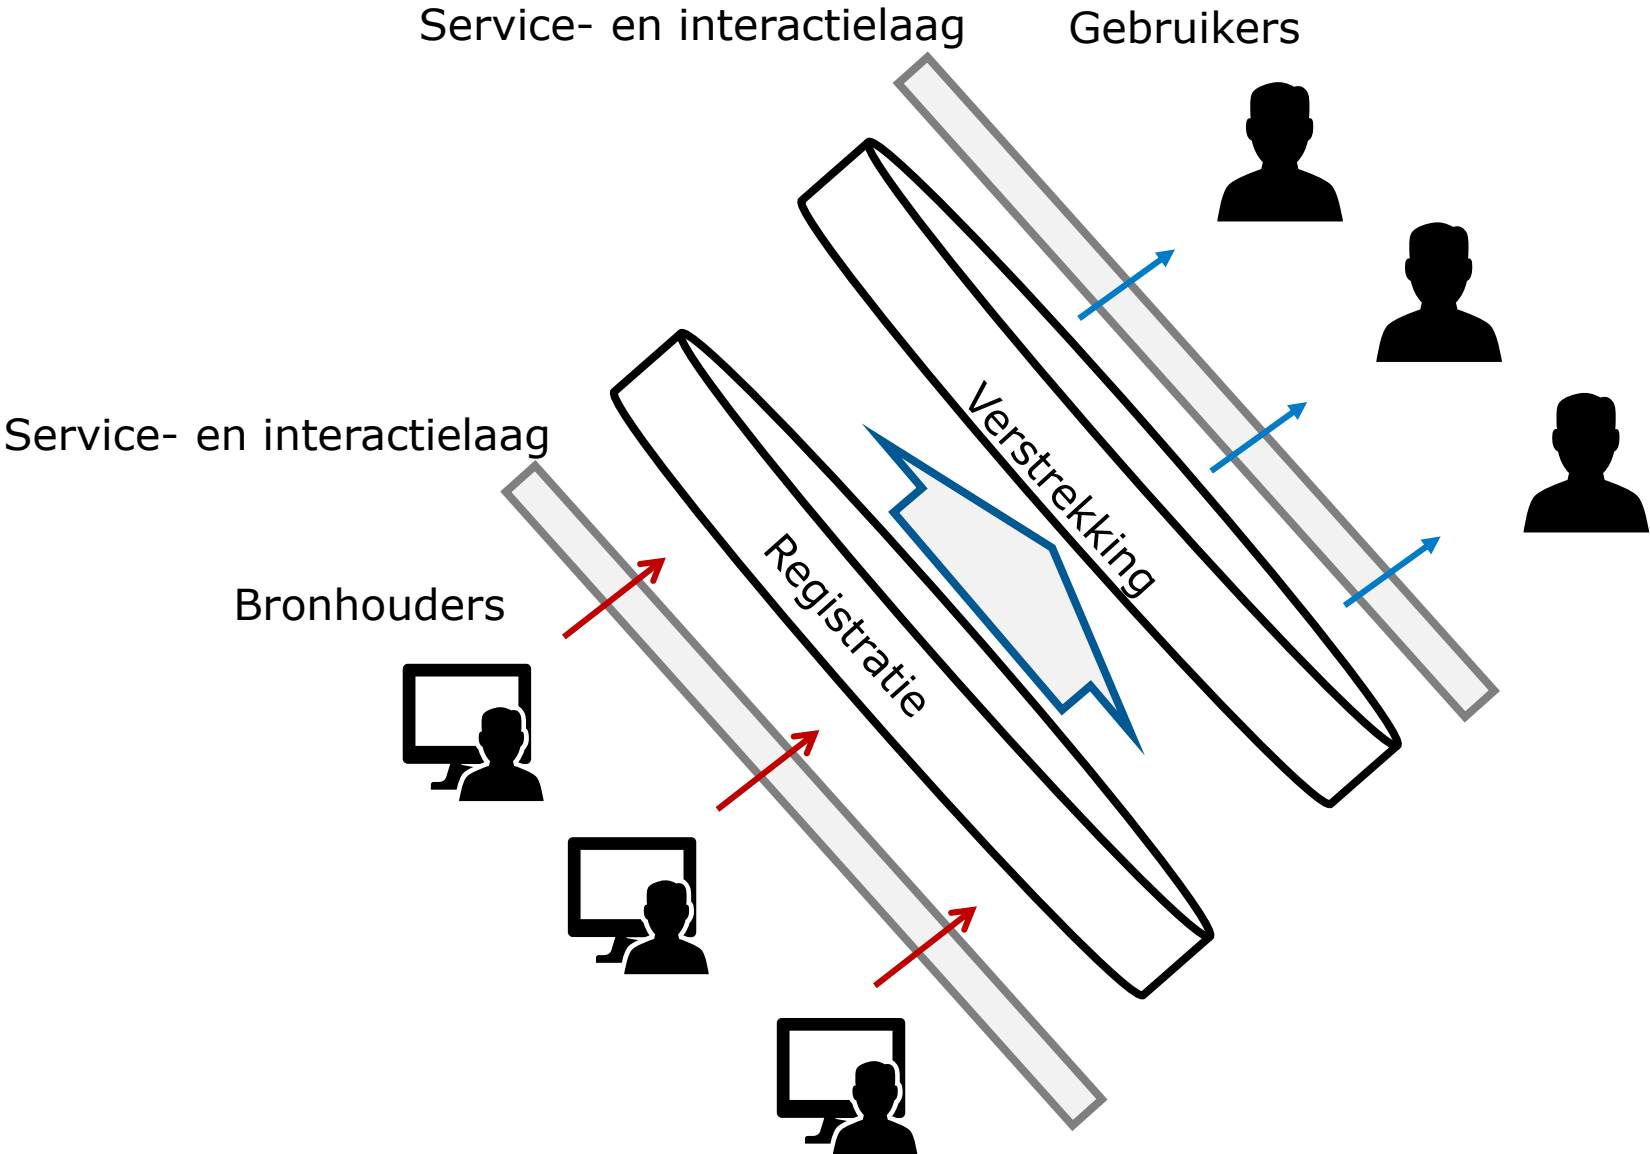 Service- en interactielaag
Gebruikers
Verstrekking
Service- en interactielaag
Registratie
Bronhouders